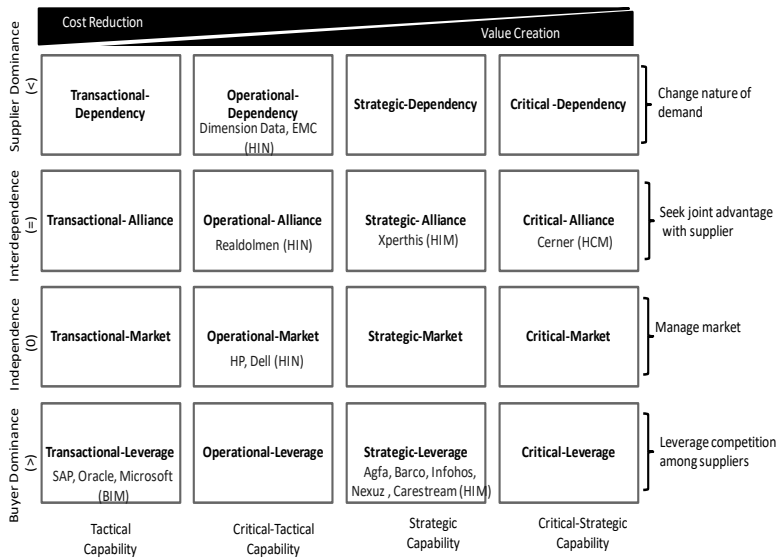 Cost Reduction
Value Creation
Supplier Dominance
(<)
Transactional-
Dependency
Operational-
Dependency
Dimension Data, EMC
(HIN)
Strategic-Dependency
Critical -Dependency
Change nature of
demand
Interdependence
(=)
Transactional- Alliance
Operational- Alliance
Realdolmen (HIN)
Strategic- Alliance
Xperthis (HIM)
Critical- Alliance
Cerner (HCM)
Seek joint advantage
with supplier
Independence
(0)
Transactional-Market
Operational-Market
HP, Dell (HIN)
Strategic-Market
Critical-Market
Manage market
Buyer Dominance
(>)
Transactional-Leverage
SAP, Oracle, Microsoft
(BIM)
Operational-Leverage
Strategic-Leverage
Agfa, Barco, Infohos,
Nexuz , Carestream (HIM)
Critical-Leverage
Leverage competition
among suppliers
Tactical
Capability
Critical-Tactical
Capability
Strategic
Capability
Critical-Strategic
Capability